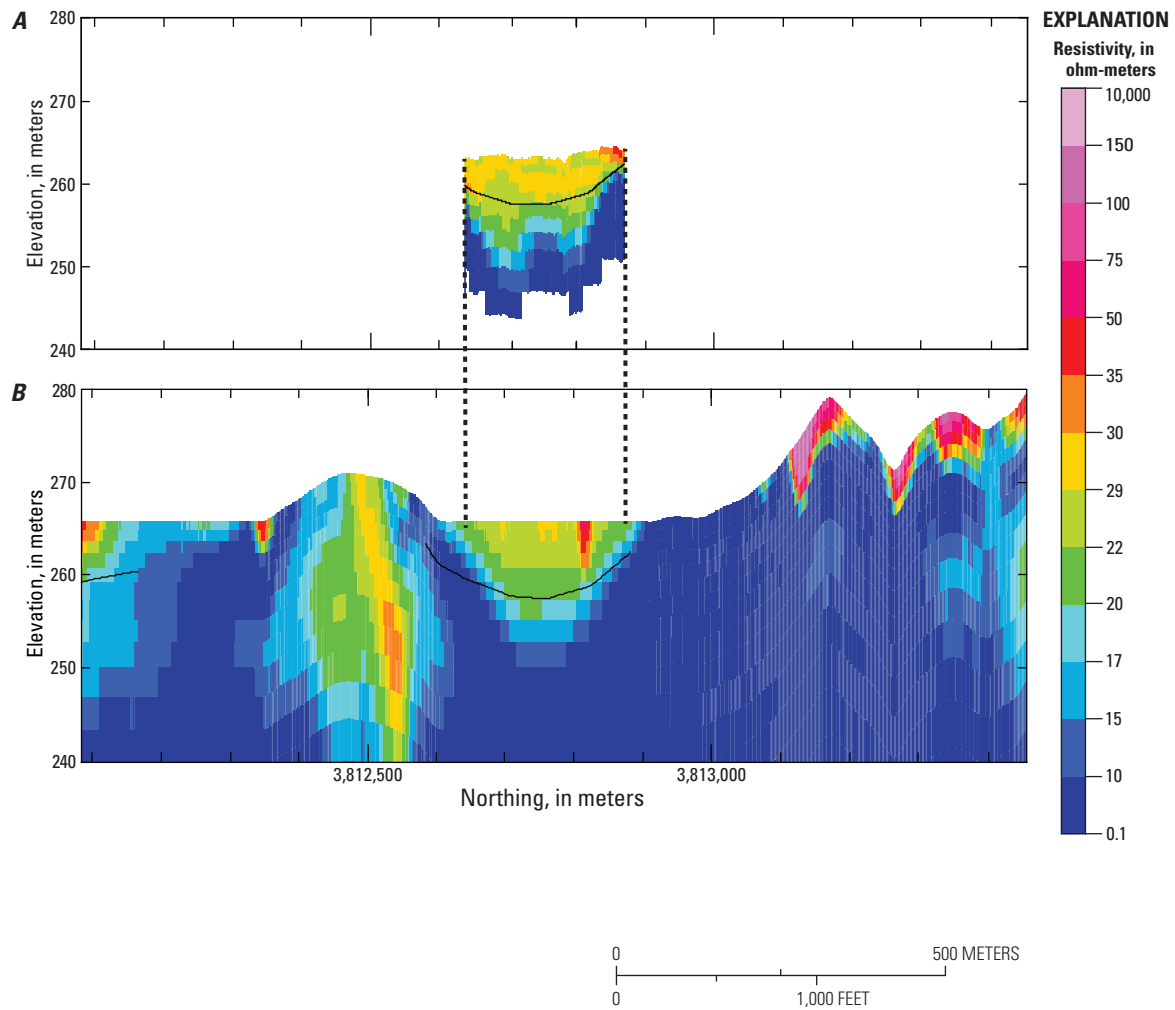 A
280
270
260
250
240
Elevation, in meters
B
280
270
260
250
240
Elevation, in meters
3,812,500
3,813,000
Northing, in meters
EXPLANATION
Resistivity, in
ohm-meters
10,000
150
100
75
50
35
30
29
22
20
17
15
10
0.1
0
500 METERS
0
1,000 FEET